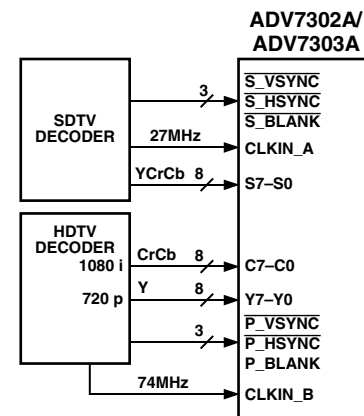 ADV7302A/
ADV7303A
SDTV
DECODER
3
S_VSYNC
S_HSYNC
S_BLANK
27MHz
CLKIN_A
YCrCb 8
S7–S0
HDTV
DECODER
1080 i
CrCb 8
C7–C0
720 p
Y 8
Y7–Y0
3
P_VSYNC
P_HSYNC
P_BLANK
74MHz
CLKIN_B